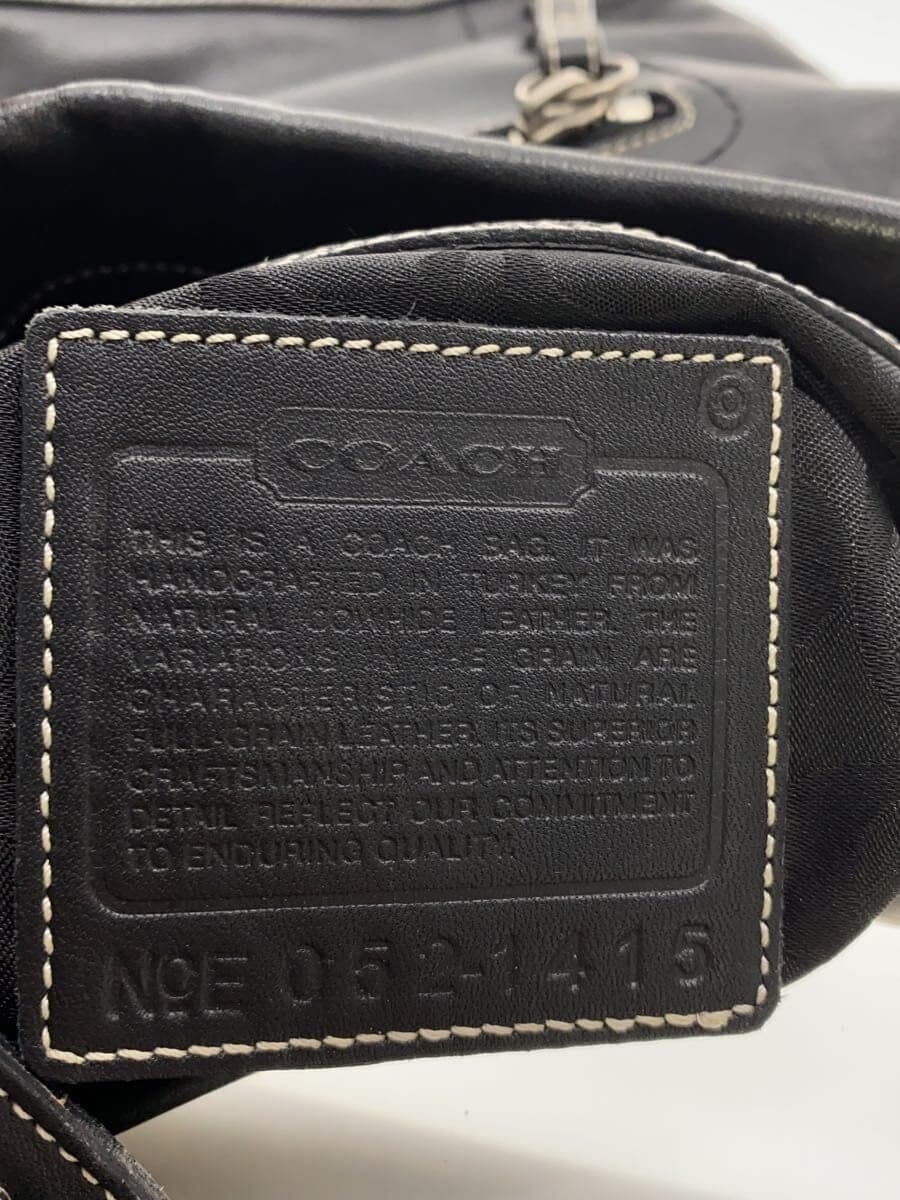 COACH
THIS IS A COACH BAG. IT WAS
HANDCRAFTED IN TURKEY FROM
NATURAL COWHIDE LEATHER. THE
VARIATIONS IN THE GRAIN ARE
CHARACTERISTIC OF NATURAL
FULL-GRAIN LEATHER. ITS SUPERIOR
CRAFTSMANSHIP AND ATTENTION TO
DETAIL REFLECT OUR COMMITMENT
TO ENDURING QUALITY.
NOE 052-1415